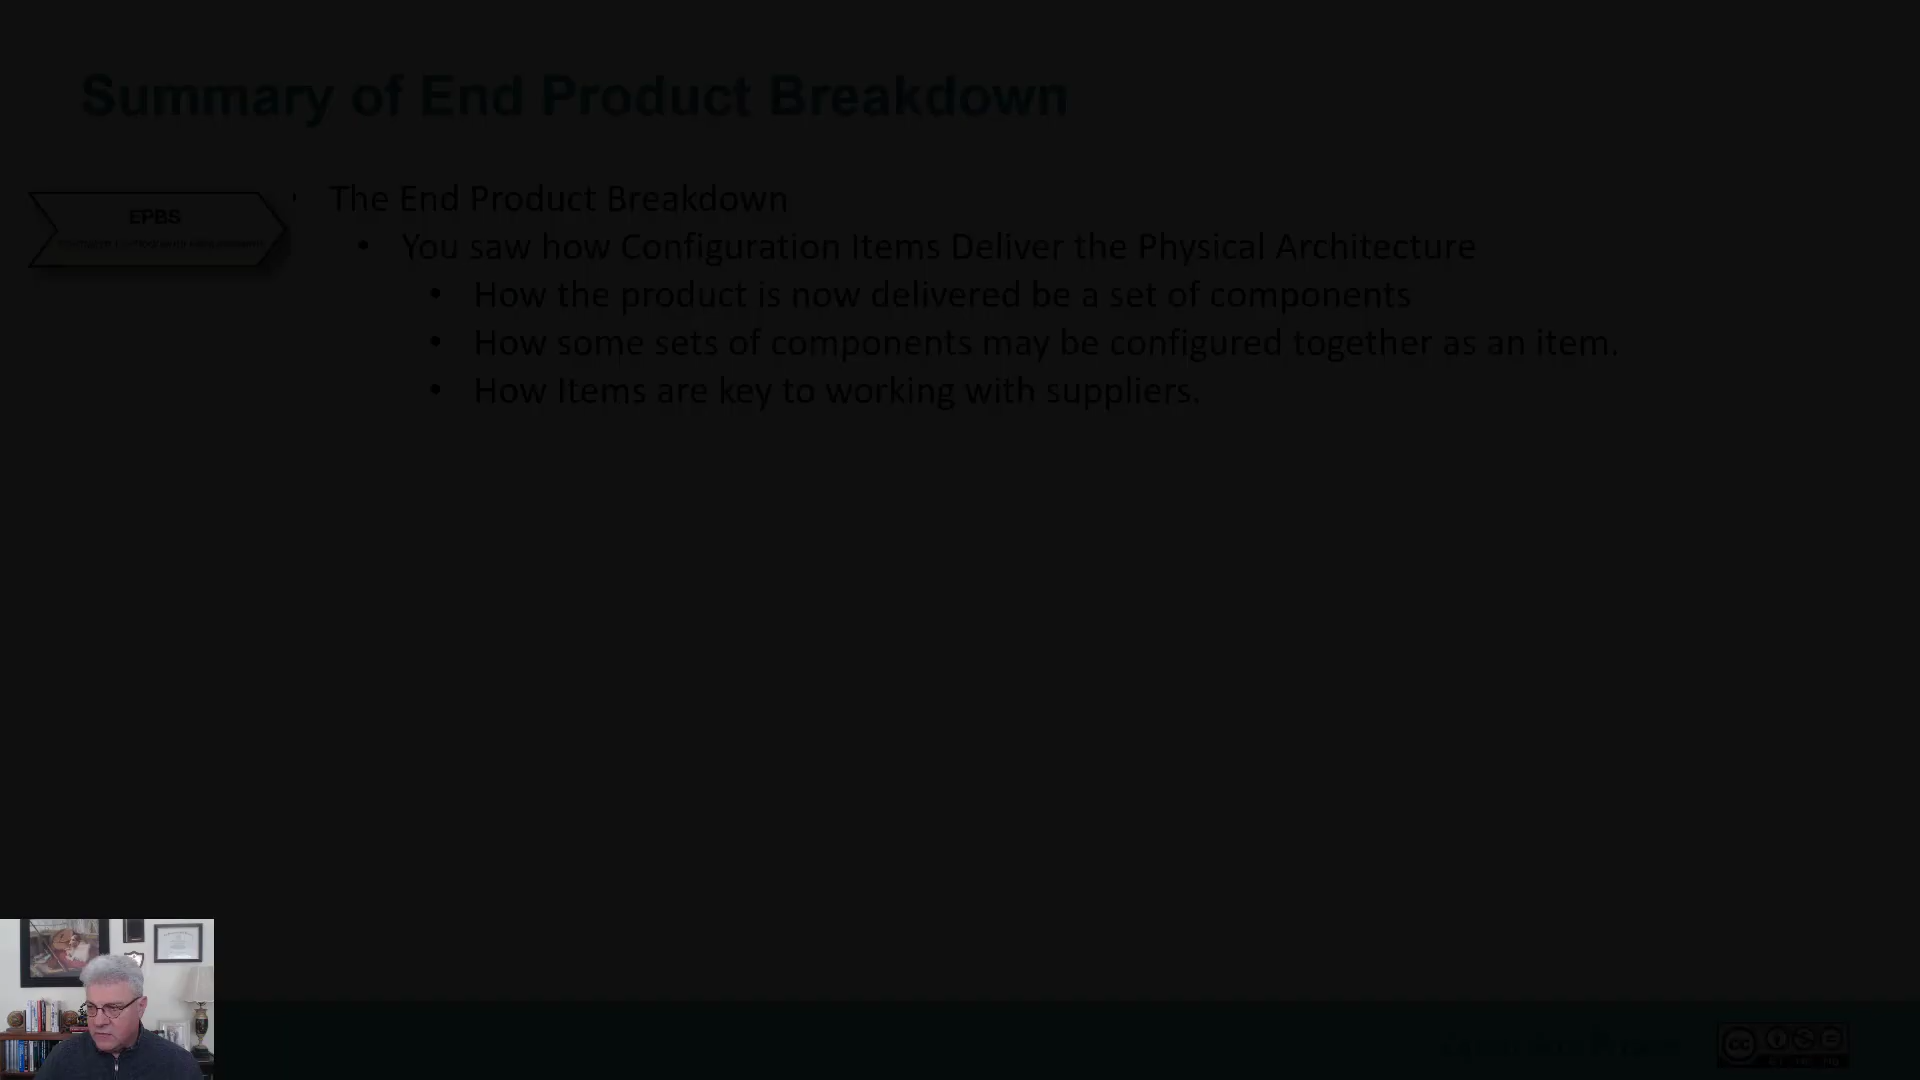 Summary of End Product Breakdown
EPBS
The End Product Breakdown
You saw how Configuration Items Deliver the Physical Architecture
How the product is now delivered be a set of components
How some sets of components may be configured together as an item.
How Items are key to working with suppliers.
cc